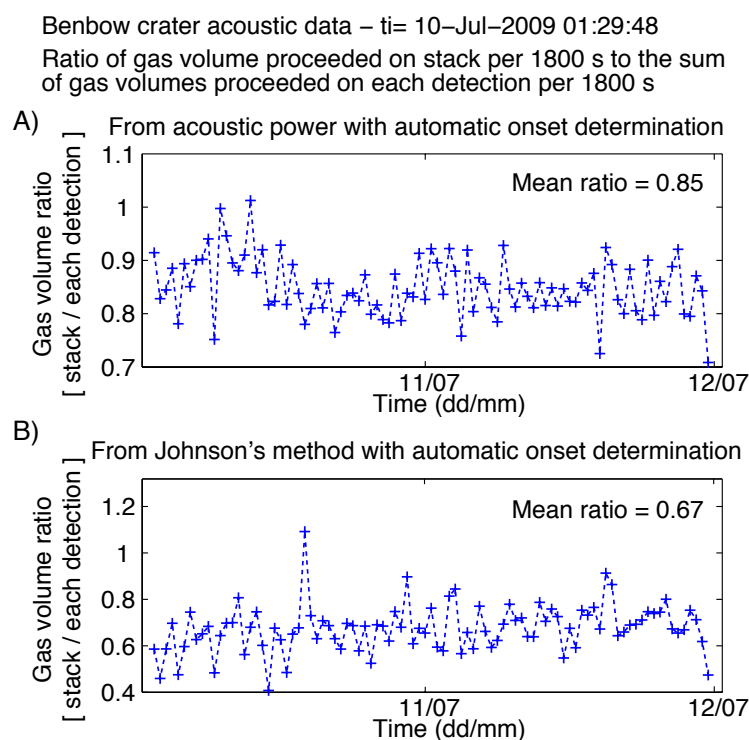 Benbow crater acoustic data – ti= 10–Jul–2009 01:29:48
Ratio of gas volume proceeded on stack per 1800 s to the sum
of gas volumes proceeded on each detection per 1800 s
A)
From acoustic power with automatic onset determination
Gas volume ratio
[ stack / each detection ]
1.1
1
0.9
0.8
0.7
Mean ratio = 0.85
11/07
12/07
Time (dd/mm)
B)
From Johnson's method with automatic onset determination
Gas volume ratio
[ stack / each detection ]
1.2
1
0.8
0.6
0.4
Mean ratio = 0.67
11/07
12/07
Time (dd/mm)